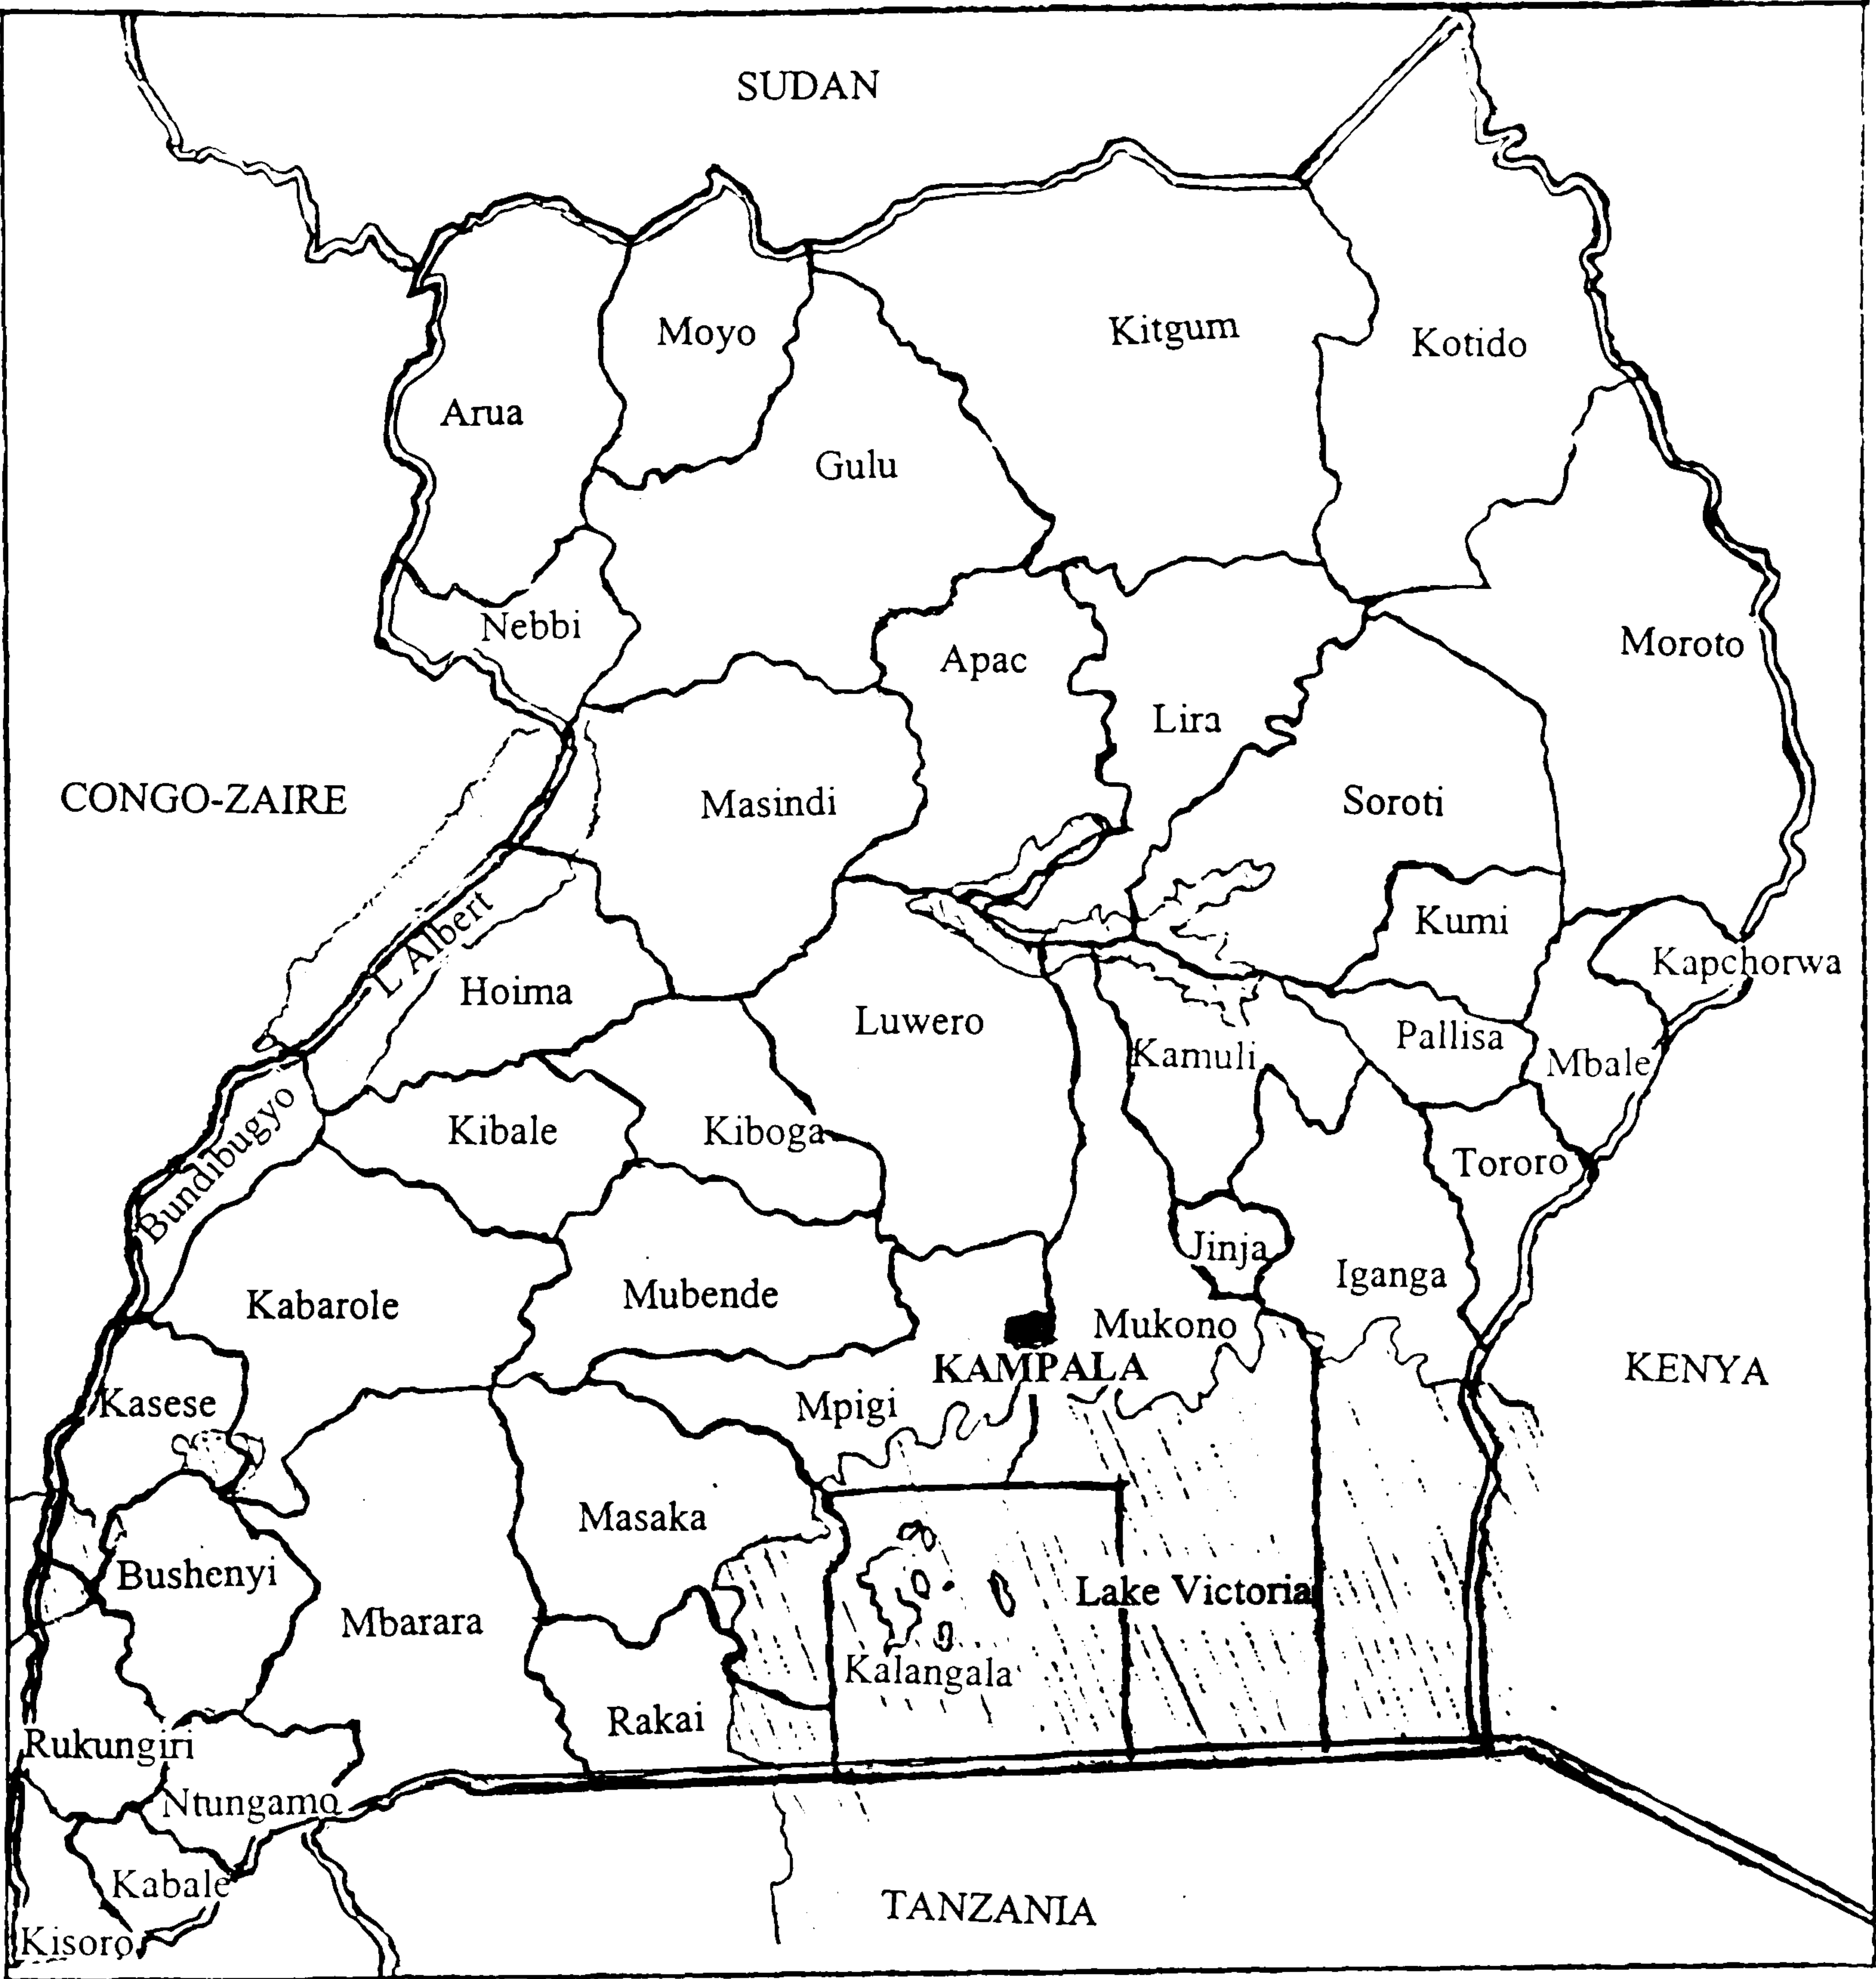 SUDAN
Moyo
Kitgum
Kotido
Arua
Gulu
Nebbi
Apac
Moroto
Lira
CONGO-ZAIRE
Masindi
Soroti
L Albert
Kumi
Kapchorwa
Hoima
Luwero
Pallisa
Kamuli
Mbale
Bundibugyo
Kibale
Kiboga
Tororo
Jinja
Iganga
Kabarole
Mubende
Mukono
KAMPALA
KENYA
Kasese
Mpigi
Masaka
Bushenyi
Lake Victoria
Mbarara
Kalangala
Rakai
Rukungiri
Ntungamo
Kabale
TANZANIA
Kisoro